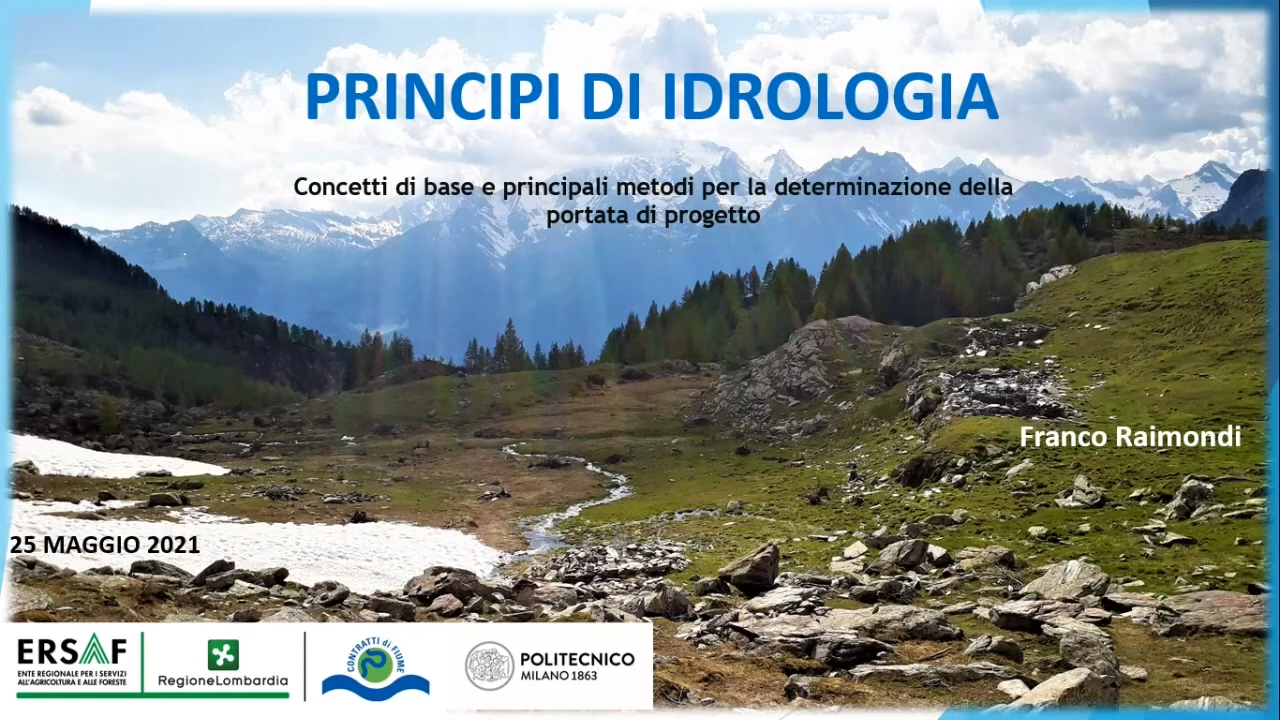 PRINCIPI DI IDROLOGIA
Concetti di base e principali metodi per la determinazione della
portata di progetto
Franco Raimondi
25 MAGGIO 2021
ERSAF
ENTE REGIONALE PER I SERVIZI
ALL'AGRICOLTURA E ALLE FORESTE
RegioneLombardia
CONTRATTI di FIUME
POLITECNICO
MILANO 1863